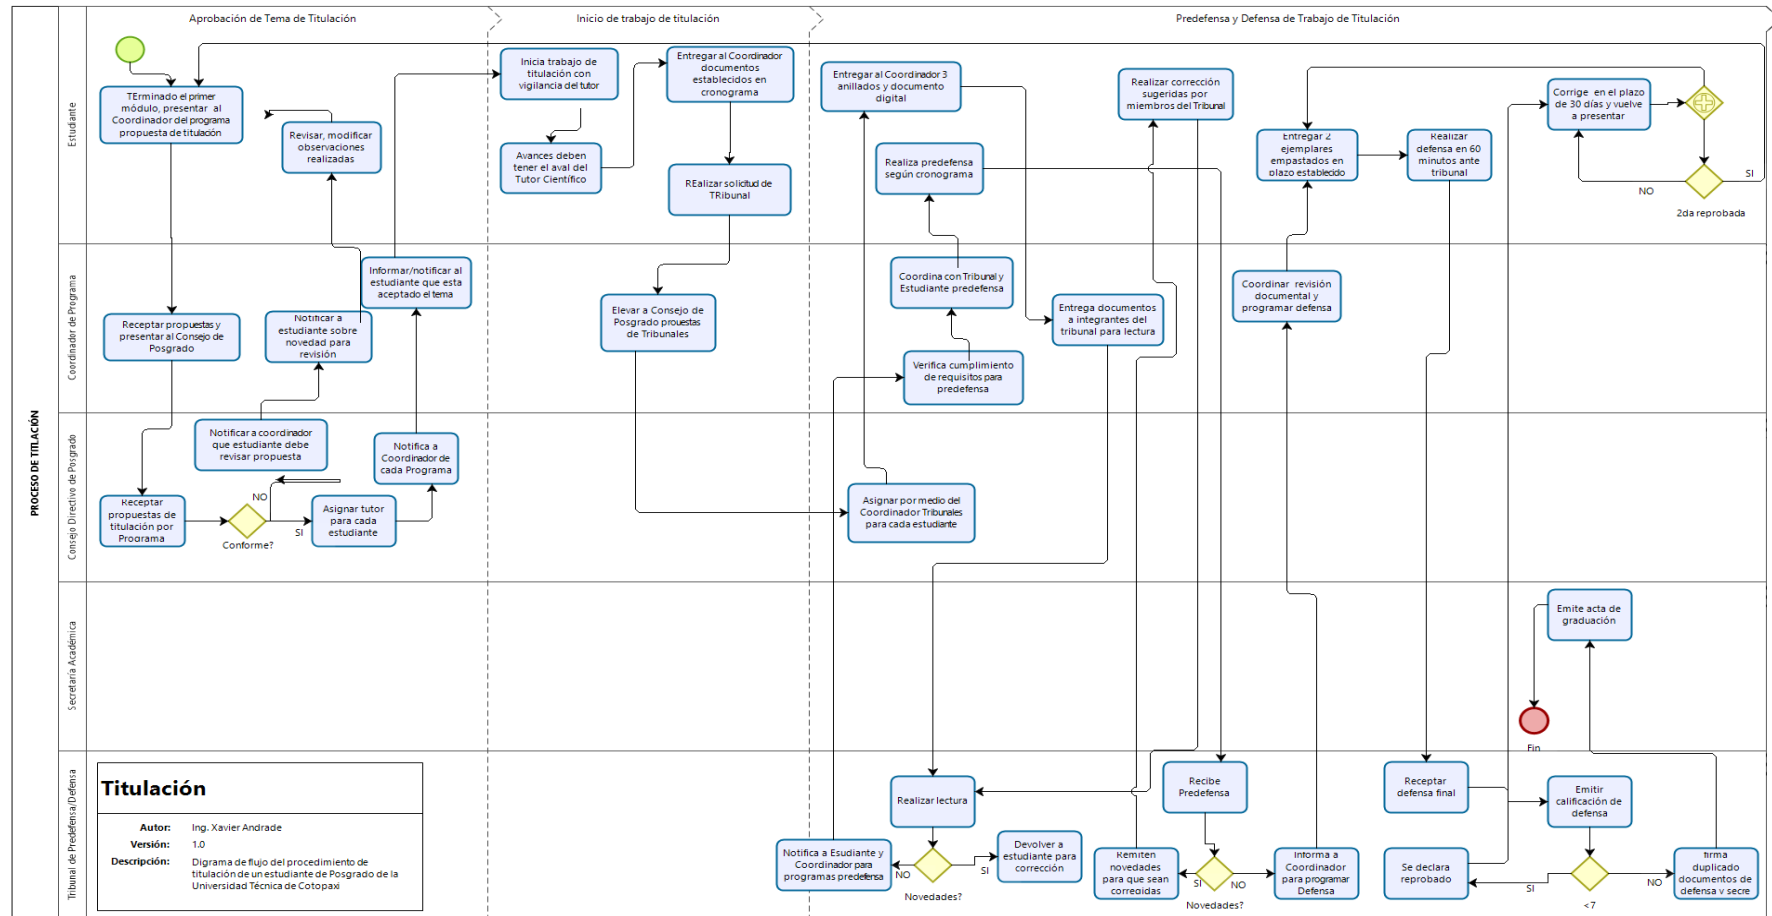 Aprobación de Tema de Titulación
Inicio de trabajo de titulación
Predefensa y Defensa de Trabajo de Titulación
PROCESO DE TITLACIÓN
Estudiante
TErminado el primer
módulo, presentar al
Coordinador del programa
propuesta de titulación
Revisar, modificar
observaciones
realizadas
Inicia trabajo de
titulación con
vigilancia del tutor
Avances deben
tener el aval del
Tutor Científico
Entregar al Coordinador
documentos
establecidos en
cronograma
REalizar solicitud de
TRibunal
Entregar al Coordinador 3
anillados y documento
digital
Realiza predefensa
según cronograma
Realizar corrección
sugeridas por
miembros del Tribunal
Entregar 2
ejemplares
empastados en
plazo establecido
Realizar
defensa en 60
minutos ante
tribunal
Corrige en el plazo
de 30 días y vuelve
a presentar
NO
SI
2da reprobada
Coordinador de Programa
Receptar propuestas y
presentar al Consejo de
Posgrado
Notificar a
estudiante sobre
novedad para
revisión
Informar/notificar al
estudiante que esta
aceptado el tema
Elevar a Consejo de
Posgrado prouestas
de Tribunales
Coordina con Tribunal y
Estudiante predefensa
Verifica cumplimiento
de requisitos para
predefensa
Entrega documentos
a integrantes del
tribunal para lectura
Coordinar revisión
documental y
programar defensa
Consejo Directivo de Posgrado
Notificar a coordinador
que estudiante debe
revisar propuesta
Notifica a
Coordinador de
cada Programa
Receptar
propuestas de
titulación por
Programa
NO
SI
Conforme?
Asignar tutor
para cada
estudiante
Asignar por medio del
Coordinador Tribunales
para cada estudiante
Secretaría Académica
Emite acta de
graduación
Fin
Tribunal de Predefensa/Defensa
Titulación
Autor: Ing. Xavier Andrade
Versión: 1.0
Descripción: Digrama de flujo del procedimiento de
titulación de un estudiante de Posgrado de la
Universidad Técnica de Cotopaxi
Realizar lectura
Notifica a Esudiante y
Coordinador para
programas predefensa
NO
SI
Novedades?
Devolver a
estudiante para
corrección
Recibe
Predefensa
Remiten
novedades
para que sean
corregidas
SI
NO
Novedades?
Informa a
Coordinador
para programar
Defensa
Receptar
defensa final
Emitir
calificación de
defensa
Se declara
reprobado
SI
NO
<7
firma
duplicado
documentos de
defensa y secre